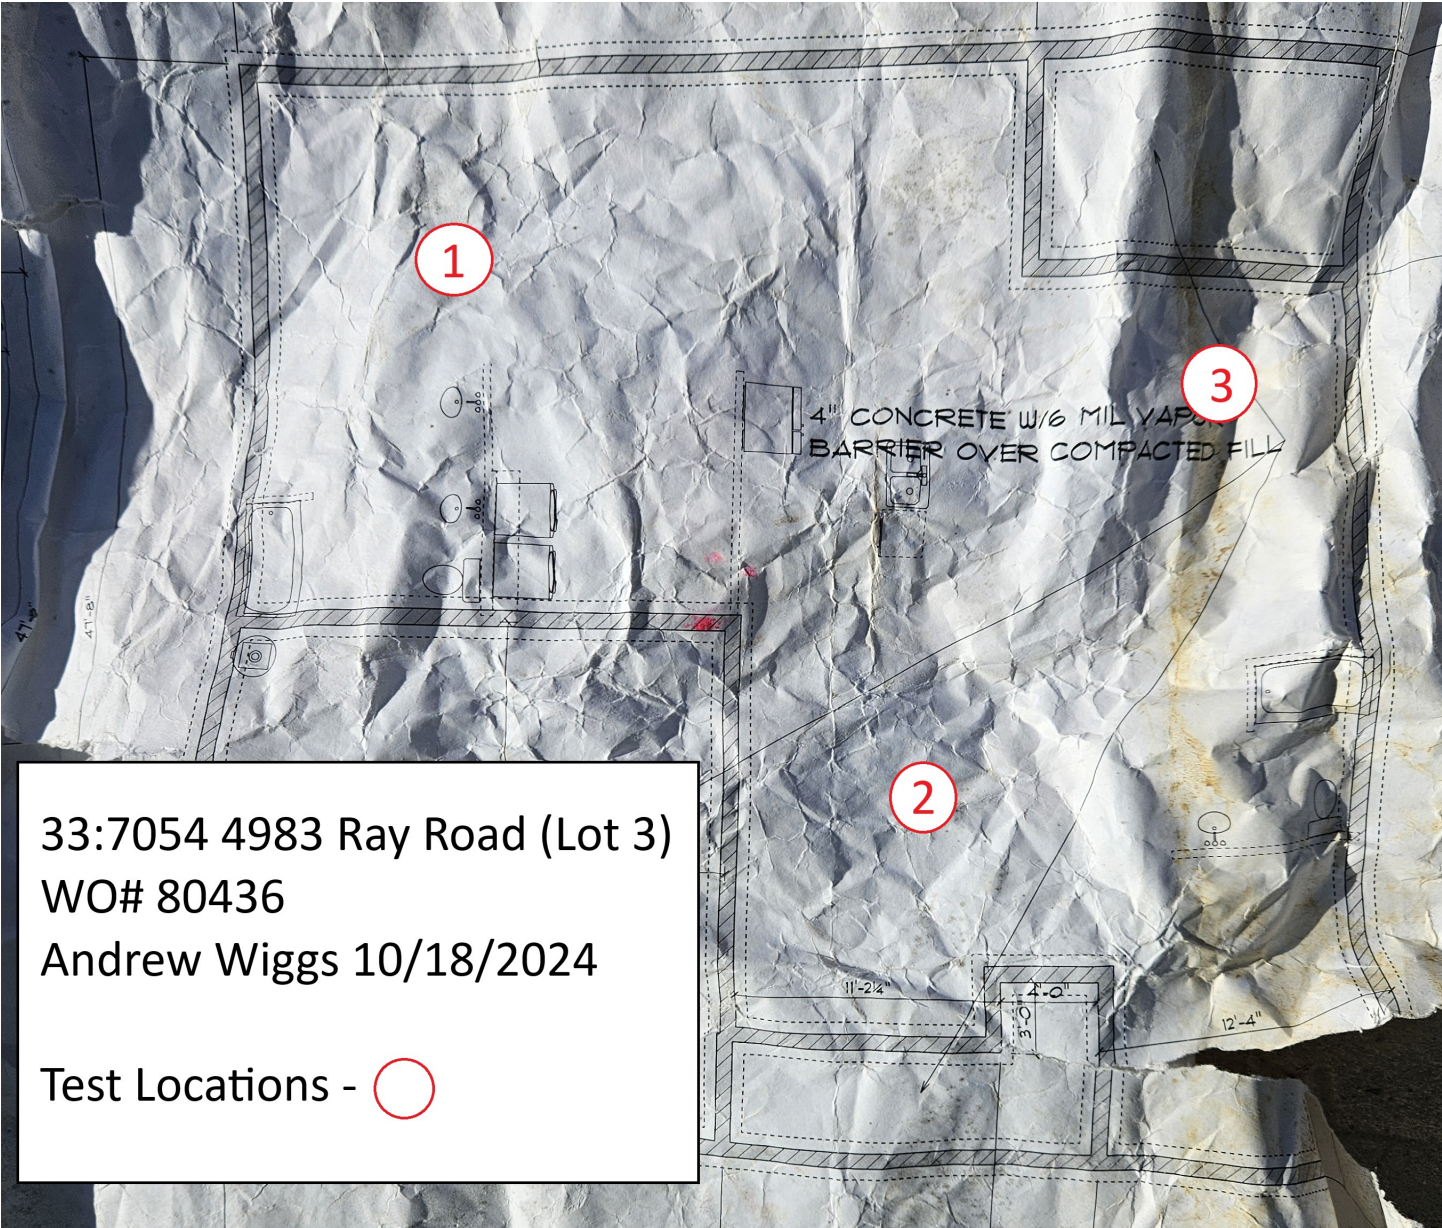 1
3
4" CONCRETE W/6 MIL VAPOR
BARRIER OVER COMPACTED FILL
47'-8"
47'-8"
2
33:7054 4983 Ray Road (Lot 3)
WO# 80436
Andrew Wiggs 10/18/2024
Test Locations -
11'-2¼"
4'-0"
3'-0"
12'-4"